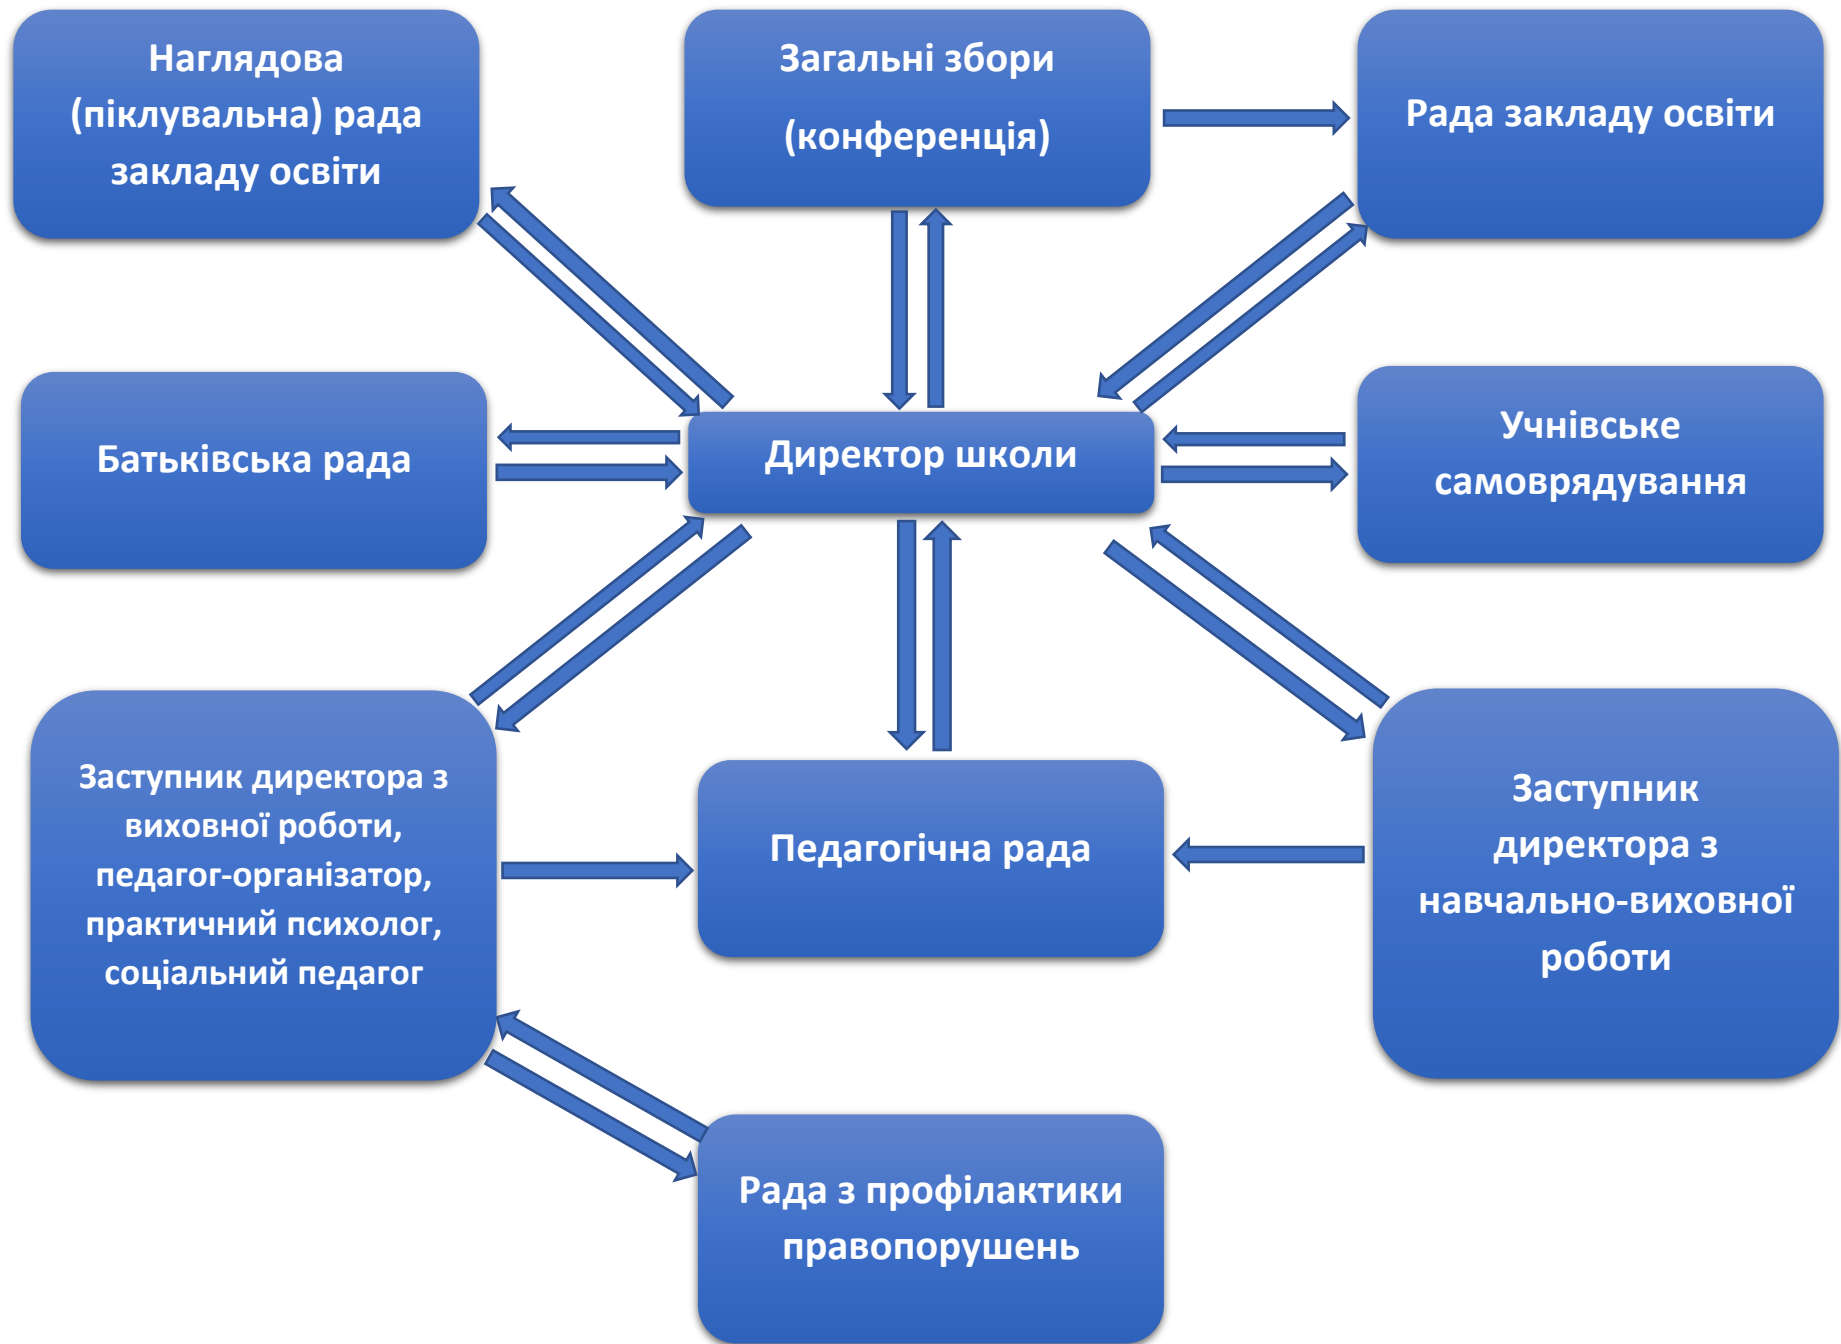 Наглядова
(піклувальна) рада
закладу освіти
Загальні збори
(конференція)
Рада закладу освіти
Батьківська рада
Директор школи
Учнівське
самоврядування
Заступник директора з
виховної роботи,
педагог-організатор,
практичний психолог,
соціальний педагог
Педагогічна рада
Заступник
директора з
навчально-виховної
роботи
Рада з профілактики
правопорушень